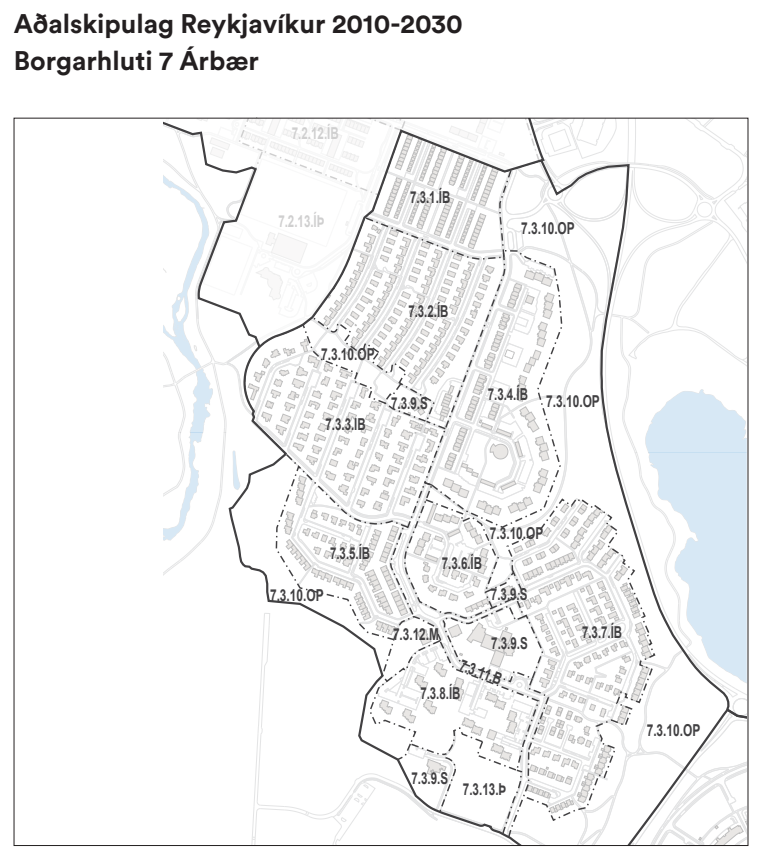 Aðalskipulag Reykjavíkur 2010-2030
Borgarhluti 7 Árbær
7.2.12.ÍB
7.3.1.ÍB
7.2.13.ÍÞ
7.3.10.OP
7.3.2.ÍB
7.3.10.OP
7.3.4.ÍB
7.3.9.S
7.3.10.OP
7.3.3.ÍB
7.3.10.OP
7.3.5.ÍB
7.3.6.ÍB
7.3.10.OP
7.3.9.S
7.3.12.M
7.3.9.S
7.3.7.ÍB
7.3.11.B
7.3.8.ÍB
7.3.10.OP
7.3.9.S
7.3.13.Þ